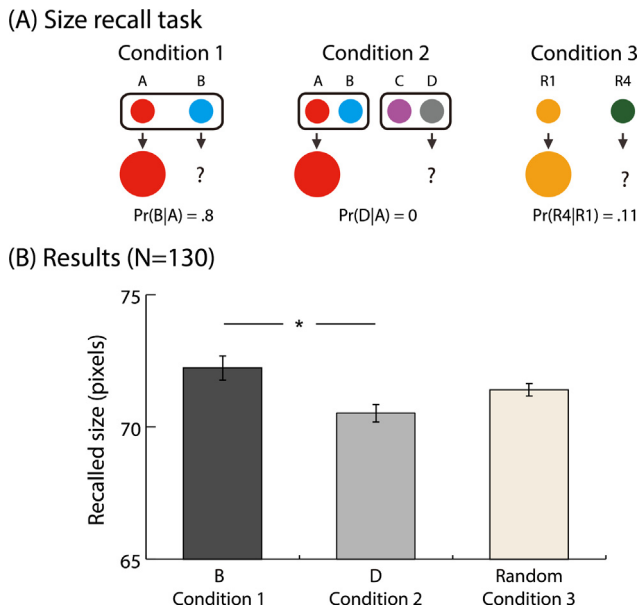 (A) Size recall task
Condition 1 Condition 2 Condition 3
A B A B C D R1 R4
? ? ?
Pr(B|A) = .8 Pr(D|A) = 0 Pr(R4|R1) = .11
(B) Results (N=130)
75
*
Recalled size (pixels)
70
65
B D Random
Condition 1 Condition 2 Condition 3